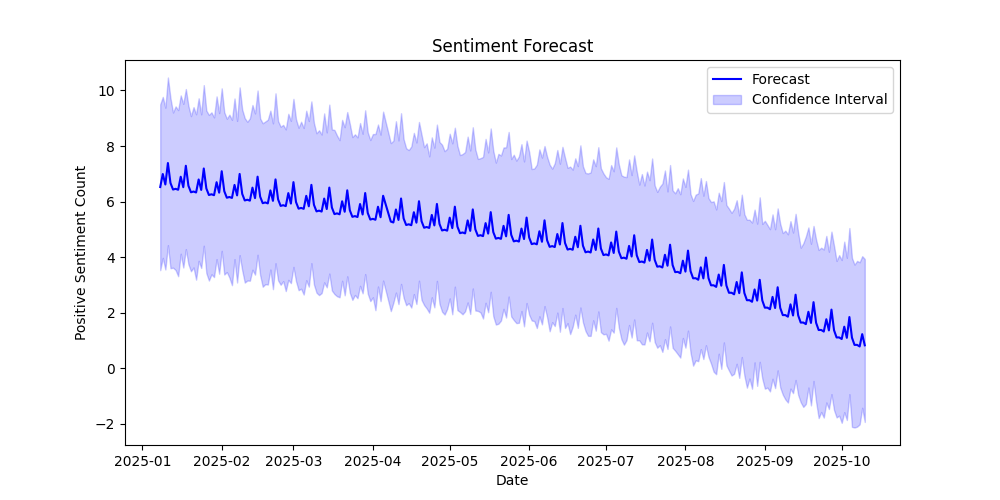 Sentiment Forecast
Forecast
Confidence Interval
Positive Sentiment Count
10
8
6
4
2
0
−2
2025-01 2025-02 2025-03 2025-04 2025-05 2025-06 2025-07 2025-08 2025-09 2025-10
Date